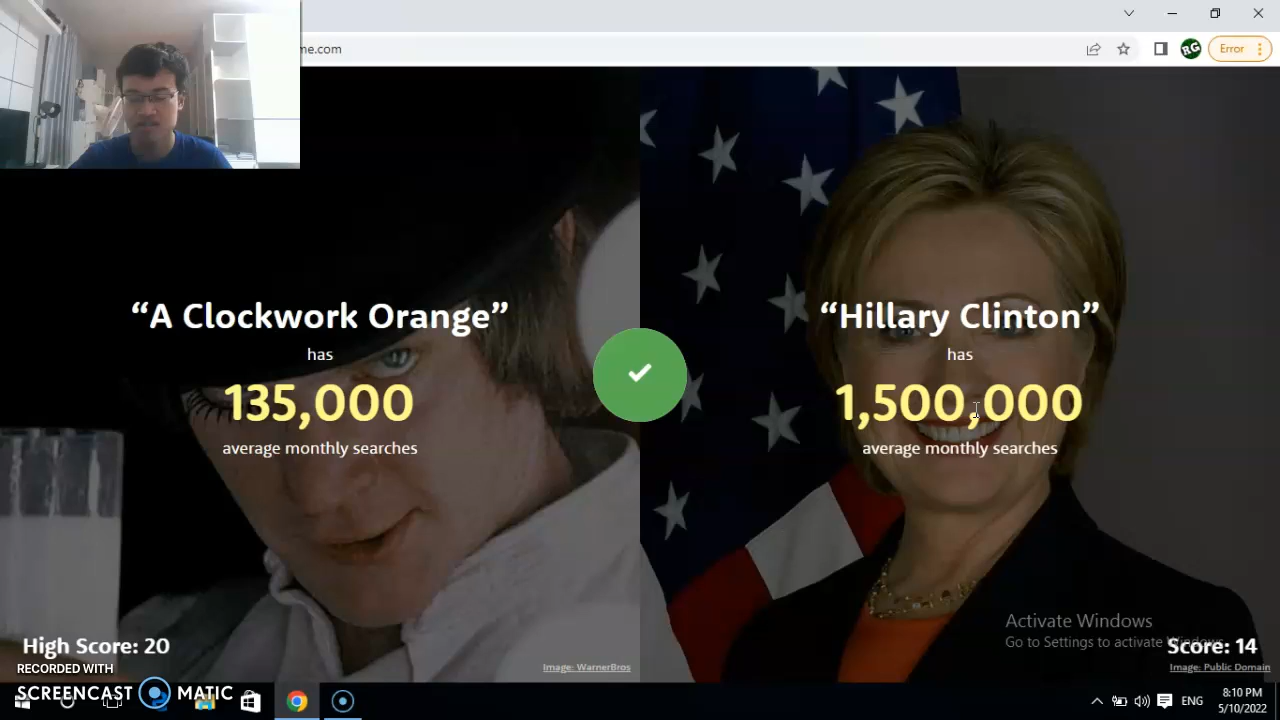 me.com
RG
Error
“A Clockwork Orange”
has
135,000
average monthly searches
“Hillary Clinton”
has
1,500,000
average monthly searches
Activate Windows
Go to Settings to activate Windows.
High Score: 20
Score: 14
Image: WarnerBros
Image: Public Domain
RECORDED WITH
SCREENCAST MATIC
ENG
8:10 PM
5/10/2022